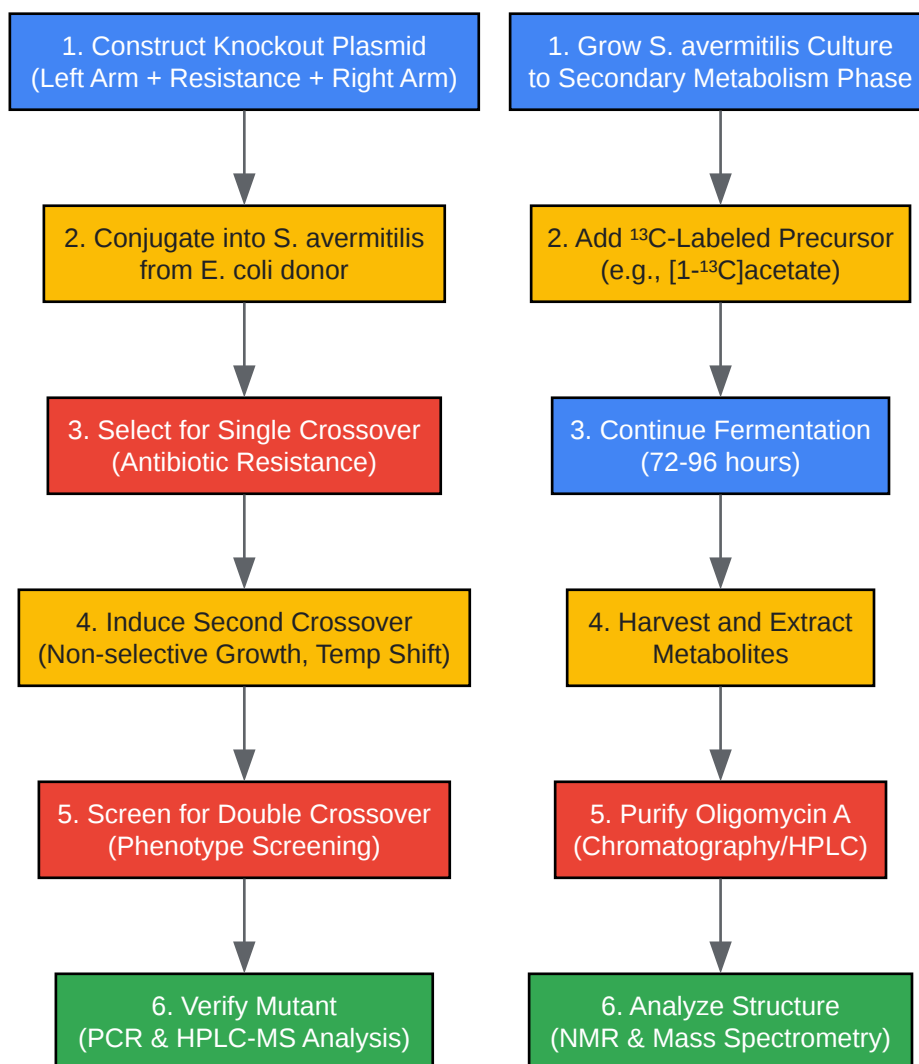 1. Construct Knockout Plasmid
(Left Arm + Resistance + Right Arm)
2. Conjugate into S. avermitilis
from E. coli donor
3. Select for Single Crossover
(Antibiotic Resistance)
4. Induce Second Crossover
(Non-selective Growth, Temp Shift)
5. Screen for Double Crossover
(Phenotype Screening)
6. Verify Mutant
(PCR & HPLC-MS Analysis)
1. Grow S. avermitilis Culture
to Secondary Metabolism Phase
2. Add ¹³C-Labeled Precursor
(e.g., [1-¹³C]acetate)
3. Continue Fermentation
(72-96 hours)
4. Harvest and Extract
Metabolites
5. Purify Oligomycin A
(Chromatography/HPLC)
6. Analyze Structure
(NMR & Mass Spectrometry)